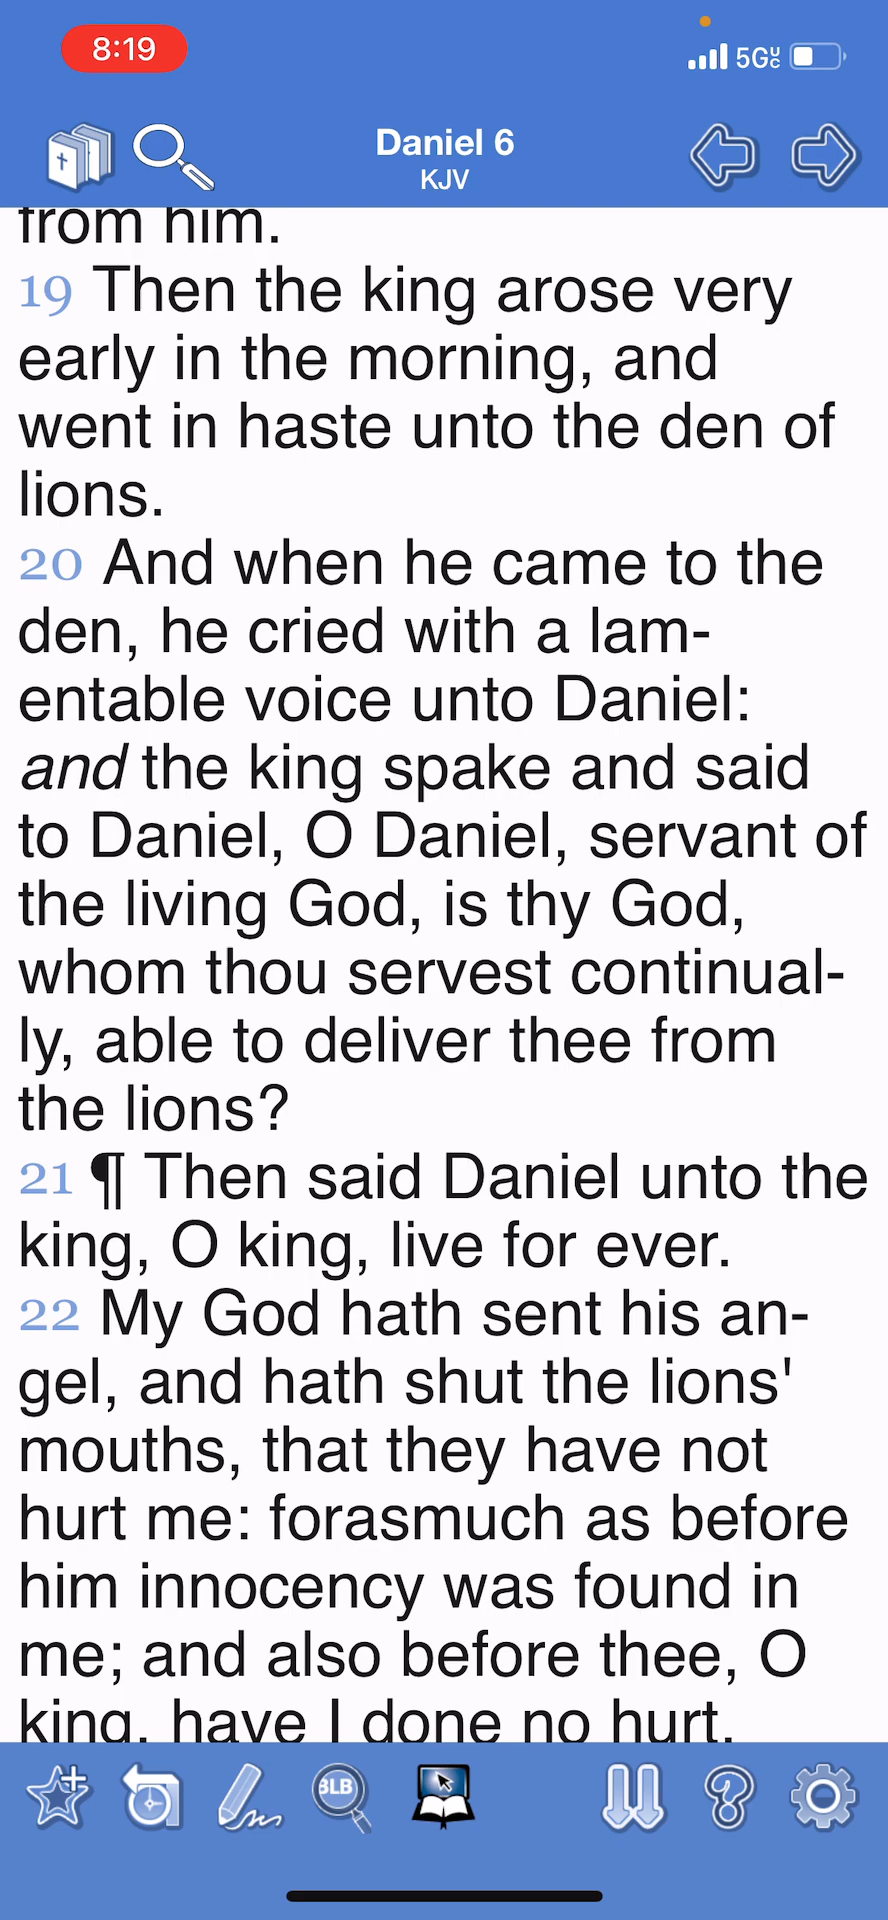 8:19
5GUC
Daniel 6
KJV
from him.
19 Then the king arose very
early in the morning, and
went in haste unto the den of
lions.
20 And when he came to the
den, he cried with a lam-
entable voice unto Daniel:
and the king spake and said
to Daniel, O Daniel, servant of
the living God, is thy God,
whom thou servest continual-
ly, able to deliver thee from
the lions?
21 ¶ Then said Daniel unto the
king, O king, live for ever.
22 My God hath sent his an-
gel, and hath shut the lions'
mouths, that they have not
hurt me: forasmuch as before
him innocency was found in
me; and also before thee, O
king, have I done no hurt.
BLB